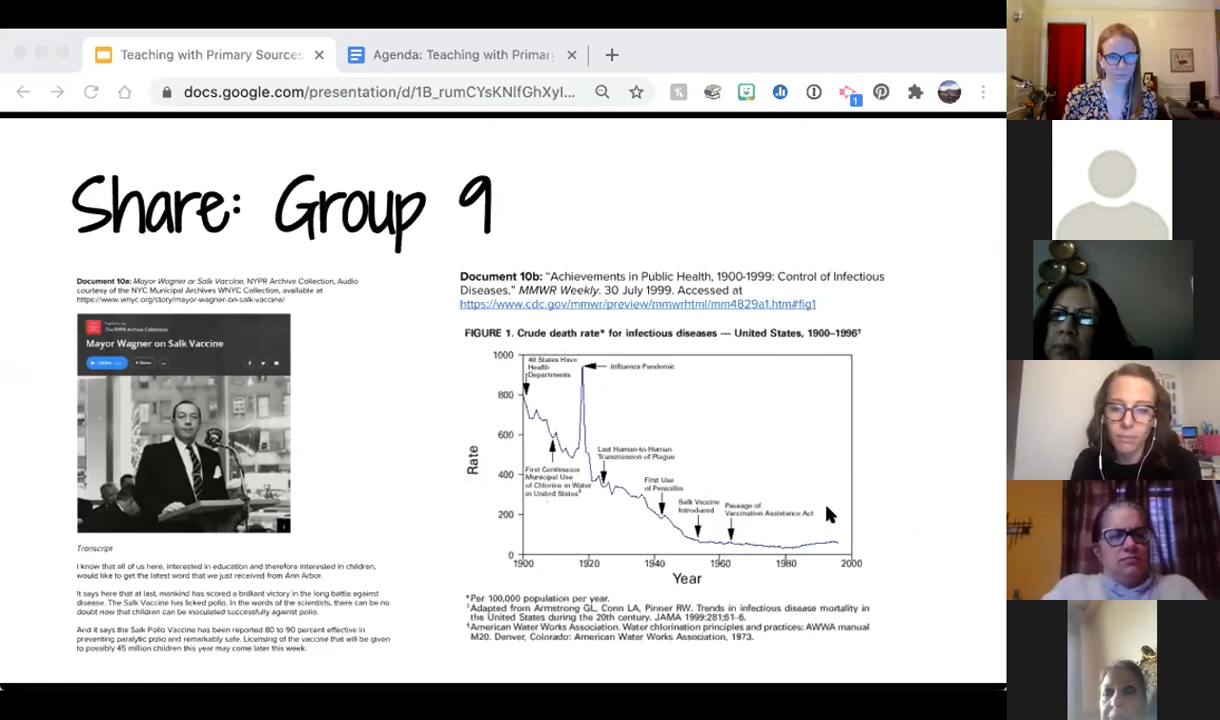 Teaching with Primary Sources
Agenda: Teaching with Primar
docs.google.com/presentation/d/1B_rumCYsKNlfGhXyI...
1
Share: Group 9
Document 10a: Mayor Wagner or Salk Vaccine, NYPR Archive Collection, Audio
courtesy of the NYC Municipal Archives WNYC Collection, available at
https://www.wnyc.org/story/mayor-wagner-on-salk-vaccine/
The NYPR Archive Collections
Mayor Wagner on Salk Vaccine
Transcript
I know that all of us here, interested in education and therefore interested in children,
would like to get the latest word that we just received from Ann Arbor.
It says here that at last, mankind has scored a brilliant victory in the long battle against
disease. The Salk Vaccine has licked polio. In the words of the scientists, there can be no
doubt now that children can be inoculated successfully against polio.
And it says the Salk Polio Vaccine has been reported 80 to 90 percent effective in
preventing paralytic polio and remarkably safe. Licensing of the vaccine that will be given
to possibly 45 million children this year may come later this week.
Document 10b: "Achievements in Public Health, 1900-1999: Control of Infectious
Diseases." MMWR Weekly. 30 July 1999. Accessed at
https://www.cdc.gov/mmwr/preview/mmwrhtml/mm4829a1.htm#fig1
FIGURE 1. Crude death rate* for infectious diseases — United States, 1900–1996†
1000
800
600
400
200
0
Rate
40 States Have
Health
Departments
Influenza Pandemic
Last Human-to-Human
Transmission of Plague
First Continuous
Municipal Use
of Chlorine in Water
in United States§
First Use
of Penicillin
Salk Vaccine
Introduced
Passage of
Vaccination Assistance Act
1900 1920 1940 1960 1980 2000
Year
*Per 100,000 population per year.
†Adapted from Armstrong GL, Conn LA, Pinner RW. Trends in infectious disease mortality in
the United States during the 20th century. JAMA 1999:281;61–6.
§American Water Works Association. Water chlorination principles and practices: AWWA manual
M20. Denver, Colorado: American Water Works Association, 1973.